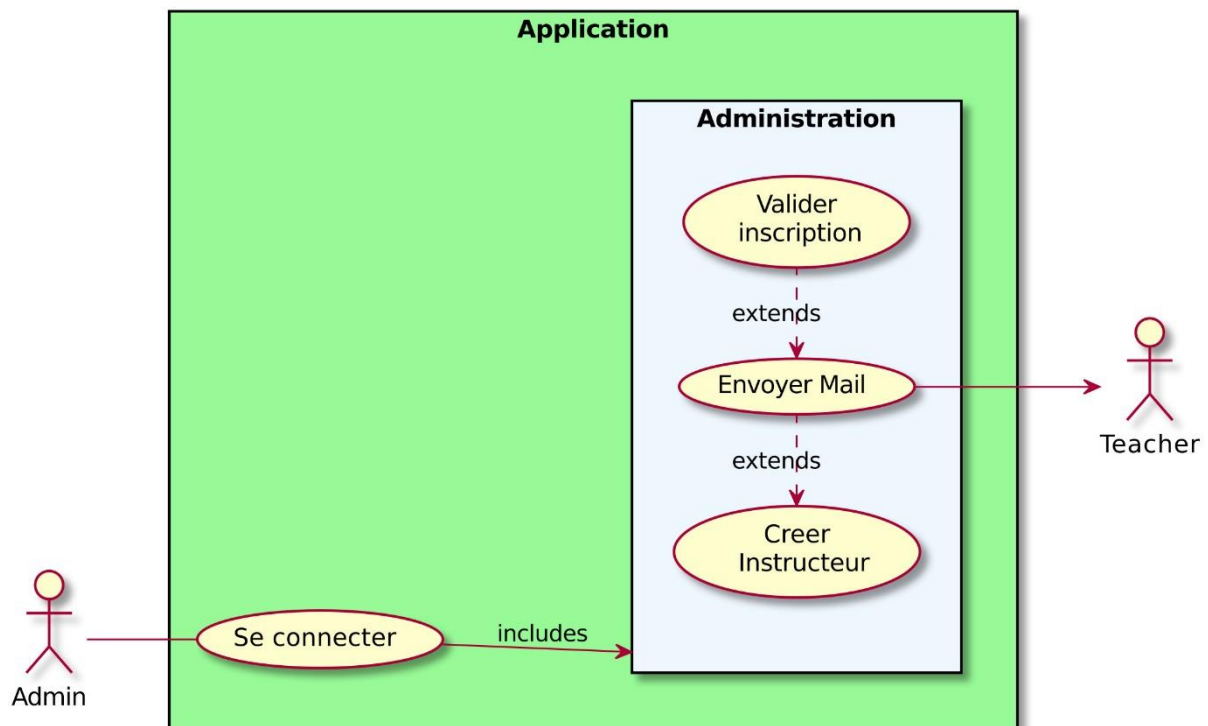 Application
Administration
Valider
inscription
extends
Envoyer Mail
extends
Teacher
Creer
Instructeur
Se connecter
includes
Admin